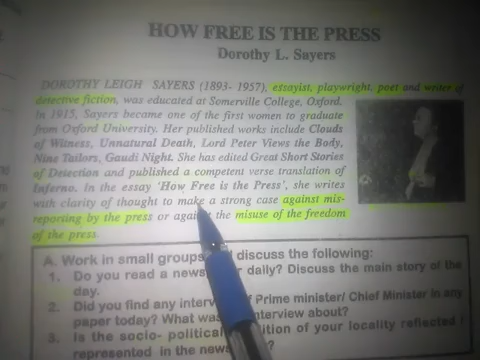 HOW FREE IS THE PRESS
Dorothy L. Sayers
DOROTHY LEIGH SAYERS (1893- 1957), essayist, playwright, poet and writer of
detective fiction, was educated at Somerville College, Oxford.
In 1915, Sayers became one of the first women to graduate
from Oxford University. Her published works include Clouds
of Witness, Unnatural Death, Lord Peter Views the Body,
Nine Tailors, Gaudi Night. She has edited Great Short Stories
of Detection and published a competent verse translation of
Inferno. In the essay 'How Free is the Press', she writes
with clarity of thought to make a strong case against mis-
reporting by the press or against the misuse of the freedom
of the press
A. Work in small groups discuss the following:
1. Do you read a news daily? Discuss the main story of the
day.
2. Did you find any interv Prime minister/ Chief Minister in any
paper today? What was interview about?
3. Is the socio- political ition of your locality reflected
represented in the news